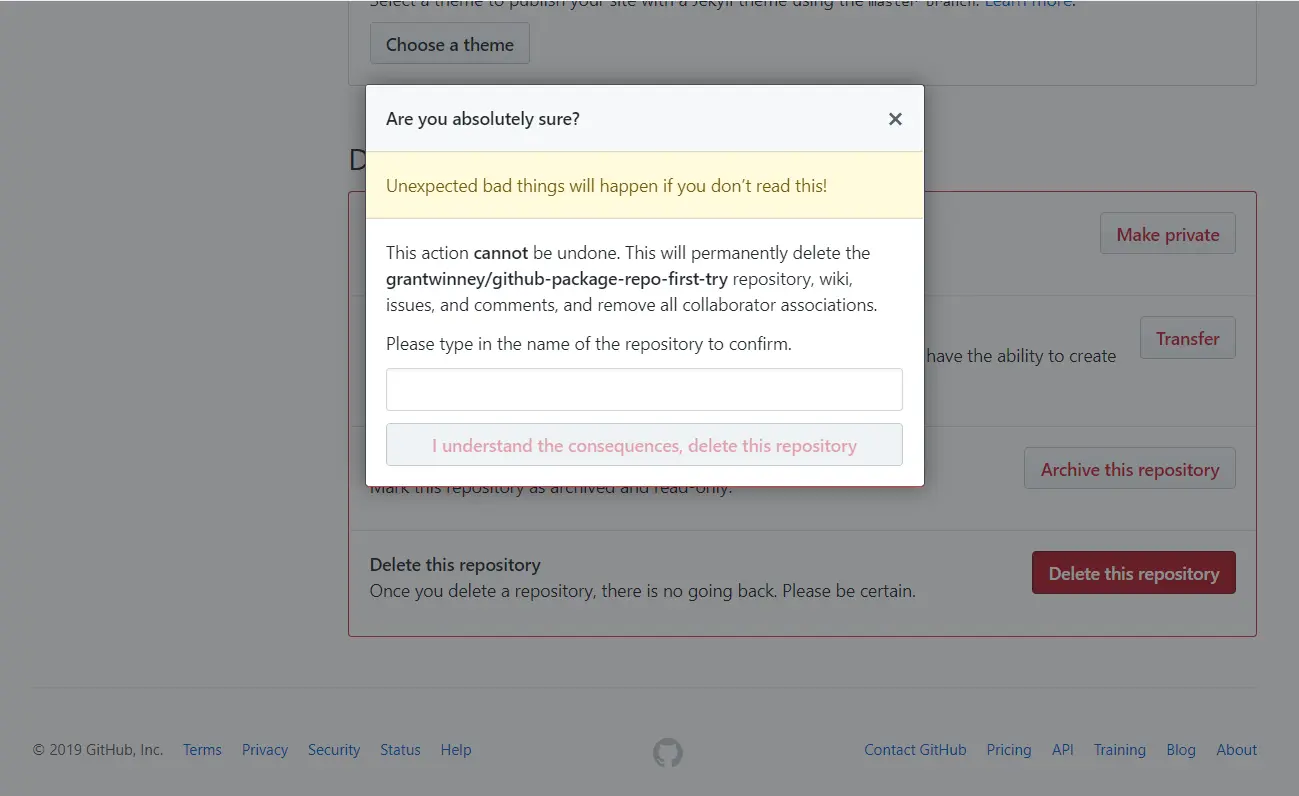 Select a theme to publish your site with a Jekyll theme using the master branch. Learn more.
Choose a theme
Are you absolutely sure?
Unexpected bad things will happen if you don’t read this!
This action cannot be undone. This will permanently delete the
grantwinney/github-package-repo-first-try repository, wiki,
issues, and comments, and remove all collaborator associations.
Please type in the name of the repository to confirm.
I understand the consequences, delete this repository
D
Make private
have the ability to create
Transfer
Mark this repository as archived and read-only.
Archive this repository
Delete this repository
Once you delete a repository, there is no going back. Please be certain.
Delete this repository
© 2019 GitHub, Inc. Terms Privacy Security Status Help
Contact GitHub Pricing API Training Blog About